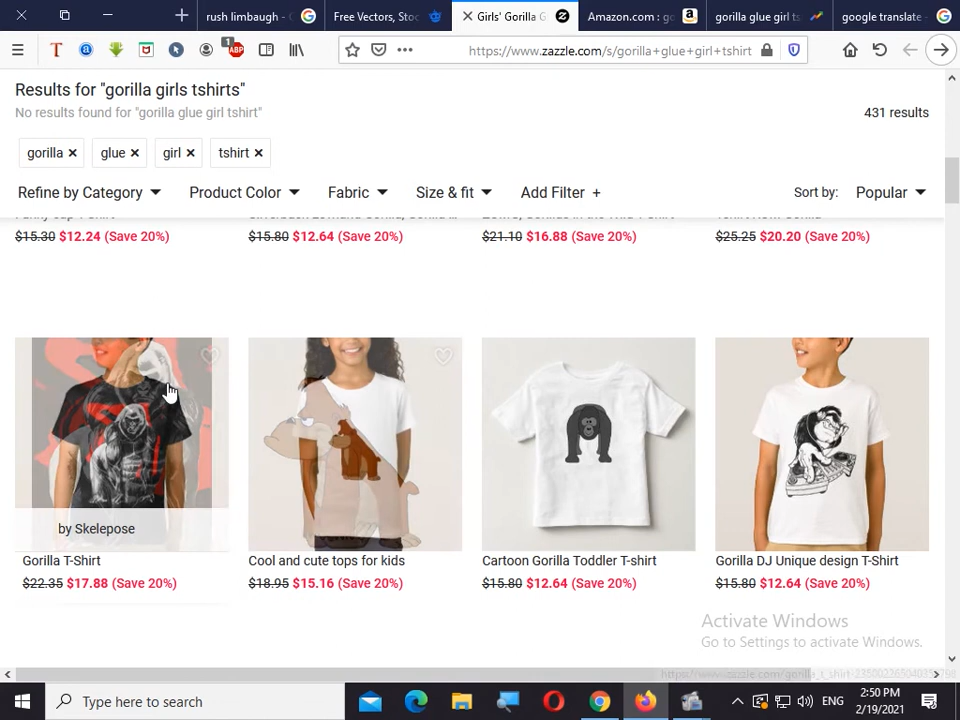 rush limbaugh - G
Free Vectors, Stoc
Girls' Gorilla G
Amazon.com : go
gorilla glue girl ts
google translate -
ABP
1
https://www.zazzle.com/s/gorilla+glue+girl+tshirt
Results for "gorilla girls tshirts"
No results found for "gorilla glue girl tshirt"
431 results
gorilla
glue
girl
tshirt
Refine by Category
Product Color
Fabric
Size & fit
Add Filter +
Sort by:
Popular
$15.30 $12.24 (Save 20%)
$15.80 $12.64 (Save 20%)
$21.10 $16.88 (Save 20%)
$25.25 $20.20 (Save 20%)
by Skelepose
Gorilla T-Shirt
Cool and cute tops for kids
Cartoon Gorilla Toddler T-shirt
Gorilla DJ Unique design T-Shirt
$22.35 $17.88 (Save 20%)
$18.95 $15.16 (Save 20%)
$15.80 $12.64 (Save 20%)
$15.80 $12.64 (Save 20%)
Activate Windows
Go to Settings to activate Windows.
Type here to search
ENG
2:50 PM
2/19/2021